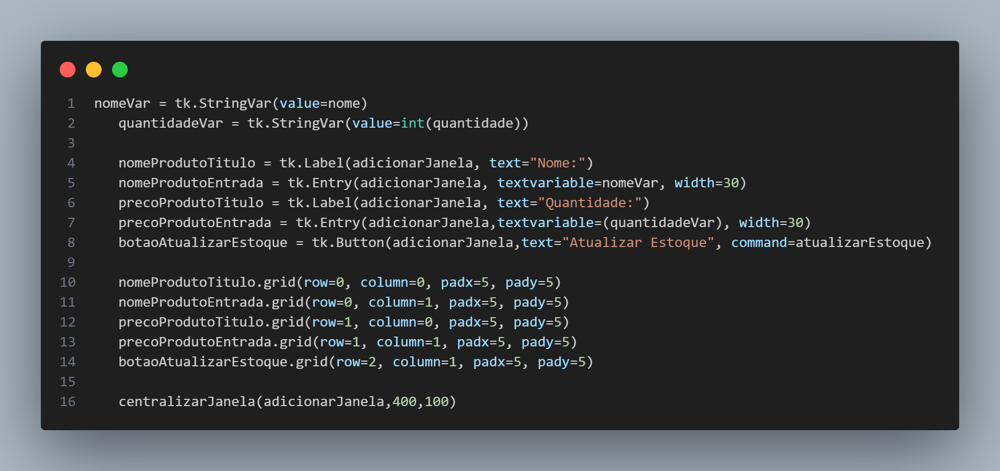 1 nomeVar = tk.StringVar(value=nome)
2    quantidadeVar = tk.StringVar(value=int(quantidade))
3
4    nomeProdutoTitulo = tk.Label(adicionarJanela, text="Nome:")
5    nomeProdutoEntrada = tk.Entry(adicionarJanela, textvariable=nomeVar, width=30)
6    precoProdutoTitulo = tk.Label(adicionarJanela, text="Quantidade:")
7    precoProdutoEntrada = tk.Entry(adicionarJanela,textvariable=(quantidadeVar), width=30)
8    botaoAtualizarEstoque = tk.Button(adicionarJanela,text="Atualizar Estoque", command=atualizarEstoque)
9
10    nomeProdutoTitulo.grid(row=0, column=0, padx=5, pady=5)
11    nomeProdutoEntrada.grid(row=0, column=1, padx=5, pady=5)
12    precoProdutoTitulo.grid(row=1, column=0, padx=5, pady=5)
13    precoProdutoEntrada.grid(row=1, column=1, padx=5, pady=5)
14    botaoAtualizarEstoque.grid(row=2, column=1, padx=5, pady=5)
15
16    centralizarJanela(adicionarJanela,400,100)